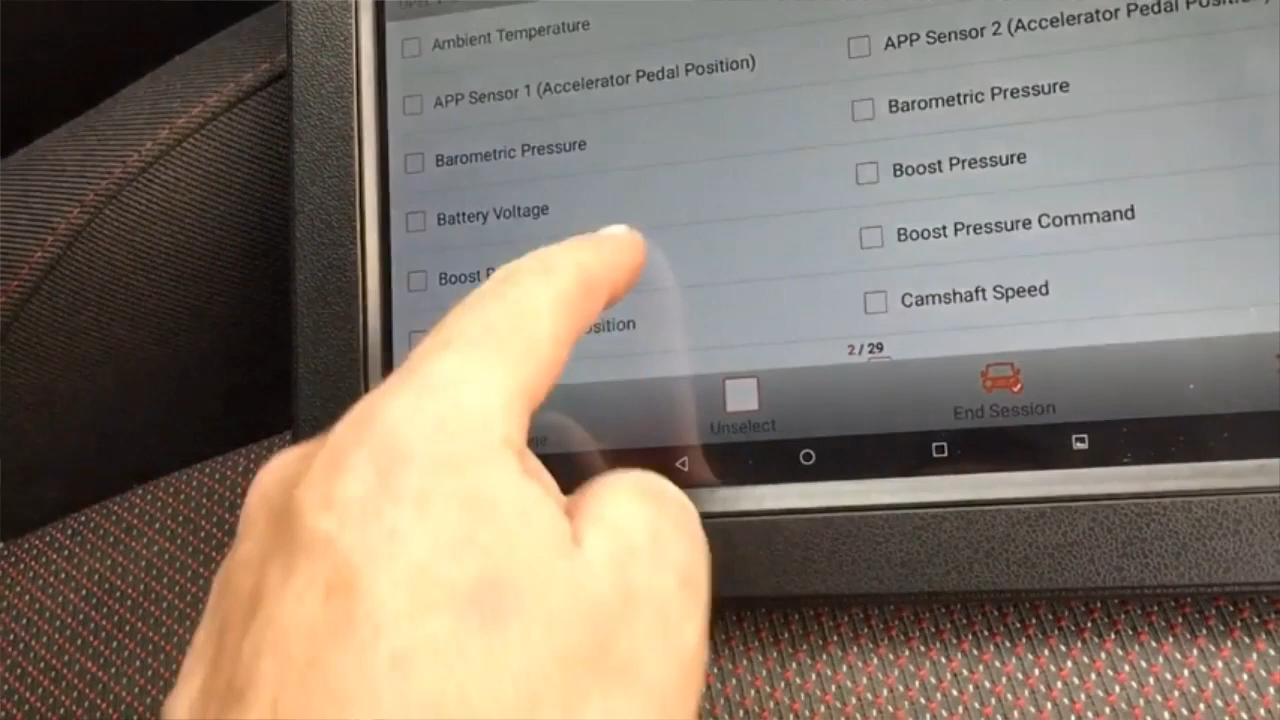 Ambient Temperature
APP Sensor 1 (Accelerator Pedal Position)
Barometric Pressure
Battery Voltage
Boost
APP Sensor 2 (Accelerator Pedal
Barometric Pressure
Boost Pressure
Boost Pressure Command
Camshaft Speed
2 / 29
Unselect
End Session